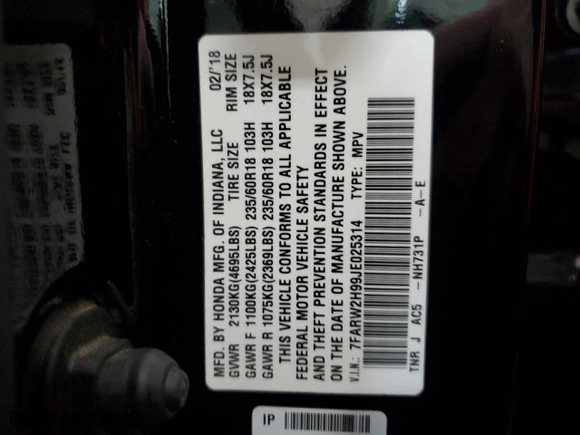 MFD. BY HONDA MFG. OF INDIANA, LLC 02/'18
GVWR 2130KG(4695LBS) TIRE SIZE RIM SIZE
GAWR F 1100KG(2425LBS) 235/60R18 103H 18X7.5J
GAWR R 1075KG(2369LBS) 235/60R18 103H 18X7.5J
THIS VEHICLE CONFORMS TO ALL APPLICABLE
FEDERAL MOTOR VEHICLE SAFETY
AND THEFT PREVENTION STANDARDS IN EFFECT
ON THE DATE OF MANUFACTURE SHOWN ABOVE.
V.I.N.: 7FARW2H99JE025314 TYPE: MPV
TNR J AC5 -NH731P -A-E
IP